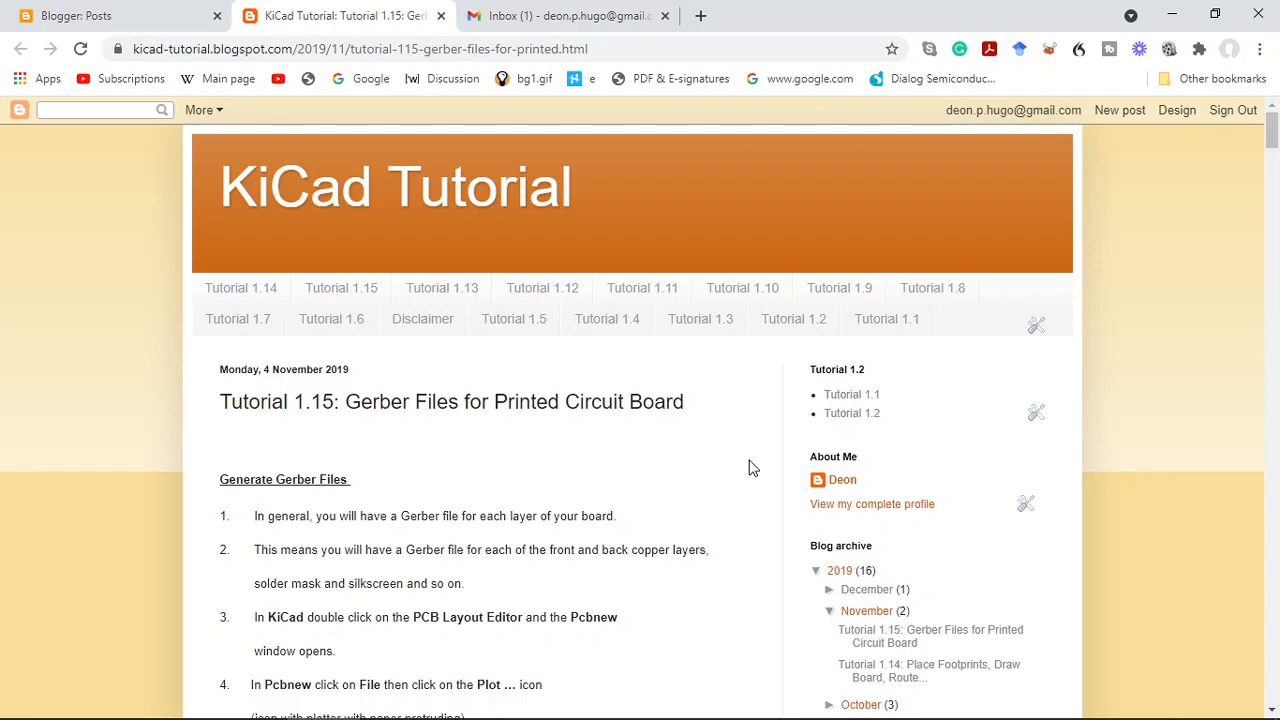 Blogger: Posts
KiCad Tutorial: Tutorial 1.15: Ger
Inbox (1) - deon.p.hugo@gmail.c
kicad-tutorial.blogspot.com/2019/11/tutorial-115-gerber-files-for-printed.html
Apps
Subscriptions
Main page
Google
Discussion
bg1.gif
e
PDF & E-signatures
www.google.com
Dialog Semiconduc...
Other bookmarks
More
deon.p.hugo@gmail.com
New post
Design
Sign Out
KiCad Tutorial
Tutorial 1.14
Tutorial 1.15
Tutorial 1.13
Tutorial 1.12
Tutorial 1.11
Tutorial 1.10
Tutorial 1.9
Tutorial 1.8
Tutorial 1.7
Tutorial 1.6
Disclaimer
Tutorial 1.5
Tutorial 1.4
Tutorial 1.3
Tutorial 1.2
Tutorial 1.1
Monday, 4 November 2019
Tutorial 1.15: Gerber Files for Printed Circuit Board
Generate Gerber Files
1. In general, you will have a Gerber file for each layer of your board.
2. This means you will have a Gerber file for each of the front and back copper layers,
solder mask and silkscreen and so on.
3. In KiCad double click on the PCB Layout Editor and the Pcbnew
window opens.
4. In Pcbnew click on File then click on the Plot ... icon
(icon with plotter with paper protruding)
Tutorial 1.2
• Tutorial 1.1
• Tutorial 1.2
About Me
Deon
View my complete profile
Blog archive
▼ 2019 (16)
► December (1)
▼ November (2)
Tutorial 1.15: Gerber Files for Printed
Circuit Board
Tutorial 1.14: Place Footprints, Draw
Board, Route...
► October (3)